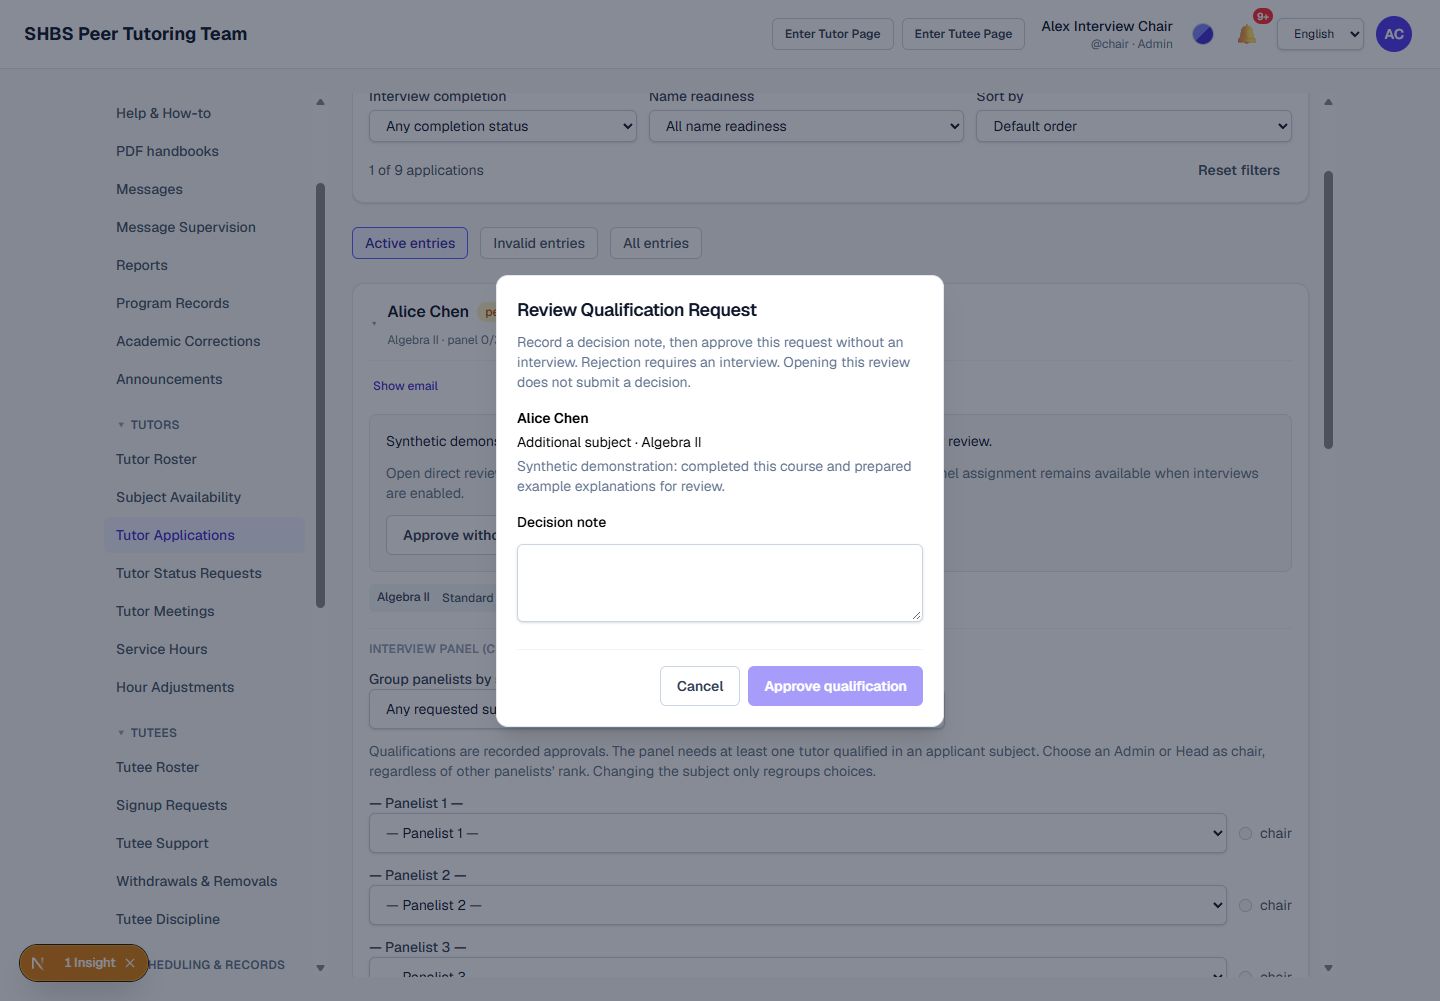 SHBS Peer Tutoring Team
Enter Tutor Page
Enter Tutee Page
Alex Interview Chair
@chair · Admin
9+
English
AC
Help & How-to
PDF handbooks
Messages
Message Supervision
Reports
Program Records
Academic Corrections
Announcements
TUTORS
Tutor Roster
Subject Availability
Tutor Applications
Tutor Status Requests
Tutor Meetings
Service Hours
Hour Adjustments
TUTEES
Tutee Roster
Signup Requests
Tutee Support
Withdrawals & Removals
Tutee Discipline
HEDULING & RECORDS
1 Insight
Interview completion
Name readiness
Sort by
Any completion status
All name readiness
Default order
1 of 9 applications
Reset filters
Active entries
Invalid entries
All entries
Alice Chen
pe
Algebra II · panel 0/
Show email
Synthetic demons
review.
Open direct revie
nel assignment remains available when interviews
are enabled.
Approve witho
Algebra II Standard
INTERVIEW PANEL (C
Group panelists by
Any requested su
Qualifications are recorded approvals. The panel needs at least one tutor qualified in an applicant subject. Choose an Admin or Head as chair,
regardless of other panelists' rank. Changing the subject only regroups choices.
— Panelist 1 —
— Panelist 1 —
chair
— Panelist 2 —
— Panelist 2 —
chair
— Panelist 3 —
— Panelist 3 —
chair
Review Qualification Request
Record a decision note, then approve this request without an
interview. Rejection requires an interview. Opening this review
does not submit a decision.
Alice Chen
Additional subject · Algebra II
Synthetic demonstration: completed this course and prepared
example explanations for review.
Decision note
Cancel
Approve qualification